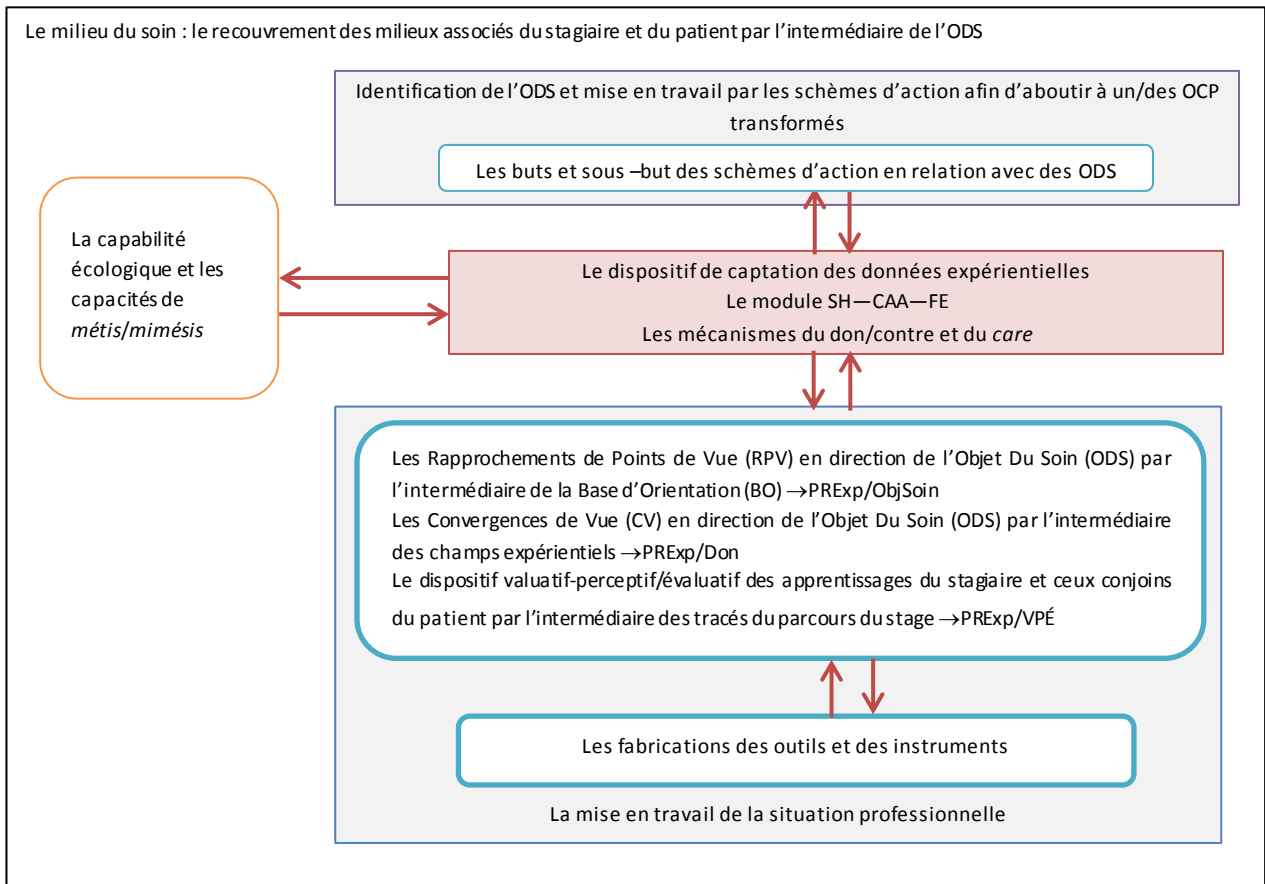 Le milieu du soin : le recouvrement des milieux associés du stagiaire et du patient par l’intermédiaire de l’ODS
Identification de l’ODS et mise en travail par les schèmes d’action afin d’aboutir à un/des OCP
transformés
Les buts et sous –but des schèmes d’action en relation avec des ODS
La capabilité
écologique et les
capacités de
métis/mimésis
Le dispositif de captation des données expérientielles
Le module SH—CAA—FE
Les mécanismes du don/contre et du care
Les Rapprochements de Points de Vue (RPV) en direction de l’Objet Du Soin (ODS) par
l’intermédiaire de la Base d’Orientation (BO) →PRExp/ObjSoin
Les Convergences de Vue (CV) en direction de l’Objet Du Soin (ODS) par l’intermédiaire
des champs expérientiels →PRExp/Don
Le dispositif valuatif-perceptif/évaluatif des apprentissages du stagiaire et ceux conjoins
du patient par l’intermédiaire des tracés du parcours du stage →PRExp/VPÉ
Les fabrications des outils et des instruments
La mise en travail de la situation professionnelle